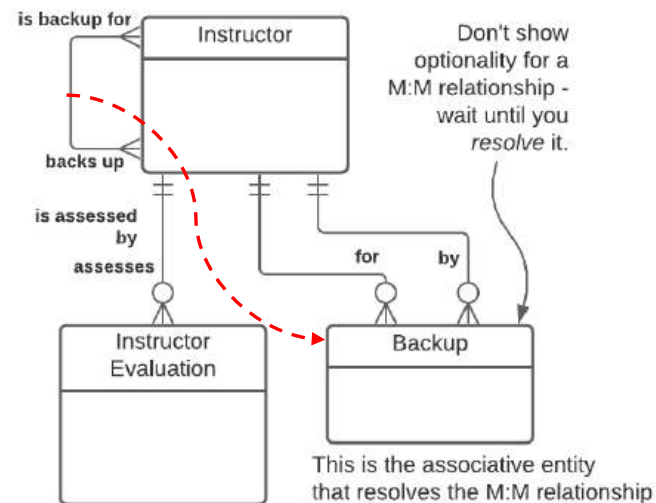 is backup for
Instructor
Don't show
optionality for a
M:M relationship -
wait until you
resolve it.
backs up
is assessed
by
assesses
for
by
Instructor
Evaluation
Backup
This is the associative entity
that resolves the M:M relationship